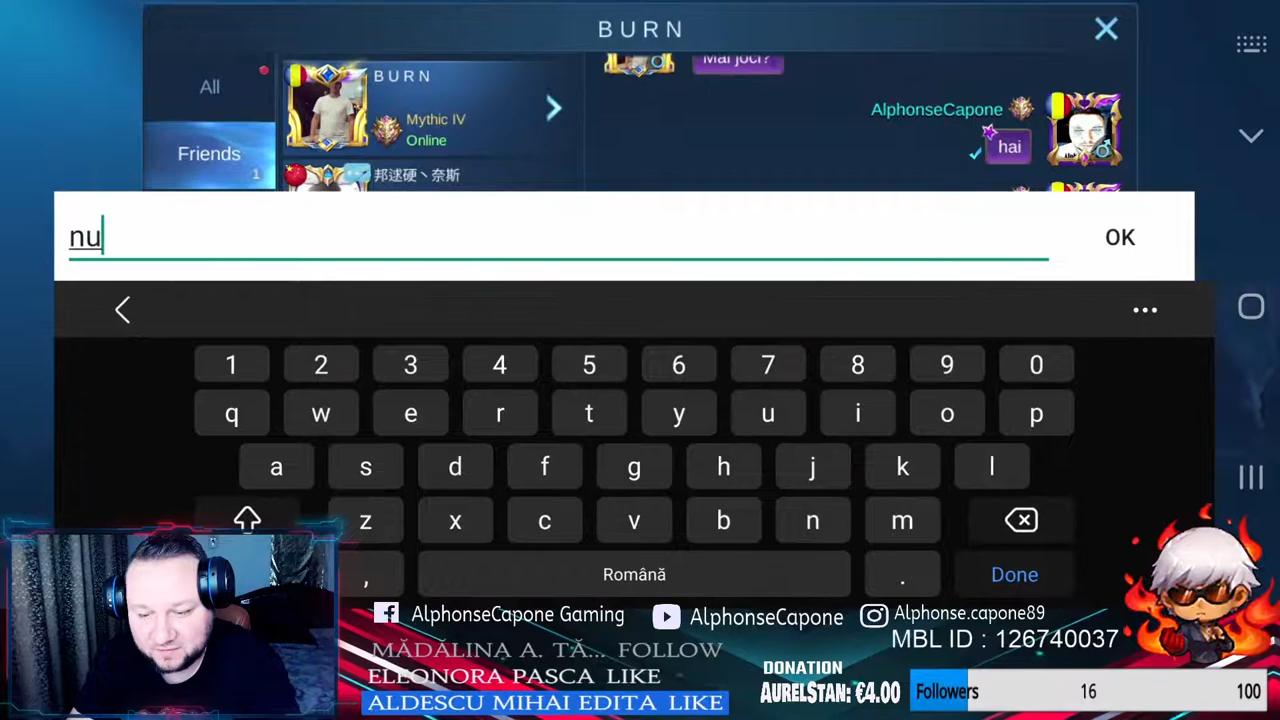 BURN
All
BURN
Mythic IV
Online
Friends
1
邦逑硬丶奈斯
Mai joci?
AlphonseCapone
hai
nu
OK
1 2 3 4 5 6 7 8 9 0
q w e r t y u i o p
a s d f g h j k l
z x c v b n m
, Română . Done
AlphonseCapone Gaming AlphonseCapone Alphonse.capone89
MBL ID : 126740037
MĂDĂLINA A. TĂ... FOLLOW
ELEONORA PASCA LIKE
ALDESCU MIHAI EDITA LIKE
DONATION
AURELSTAN: €4.00
Followers 16 100